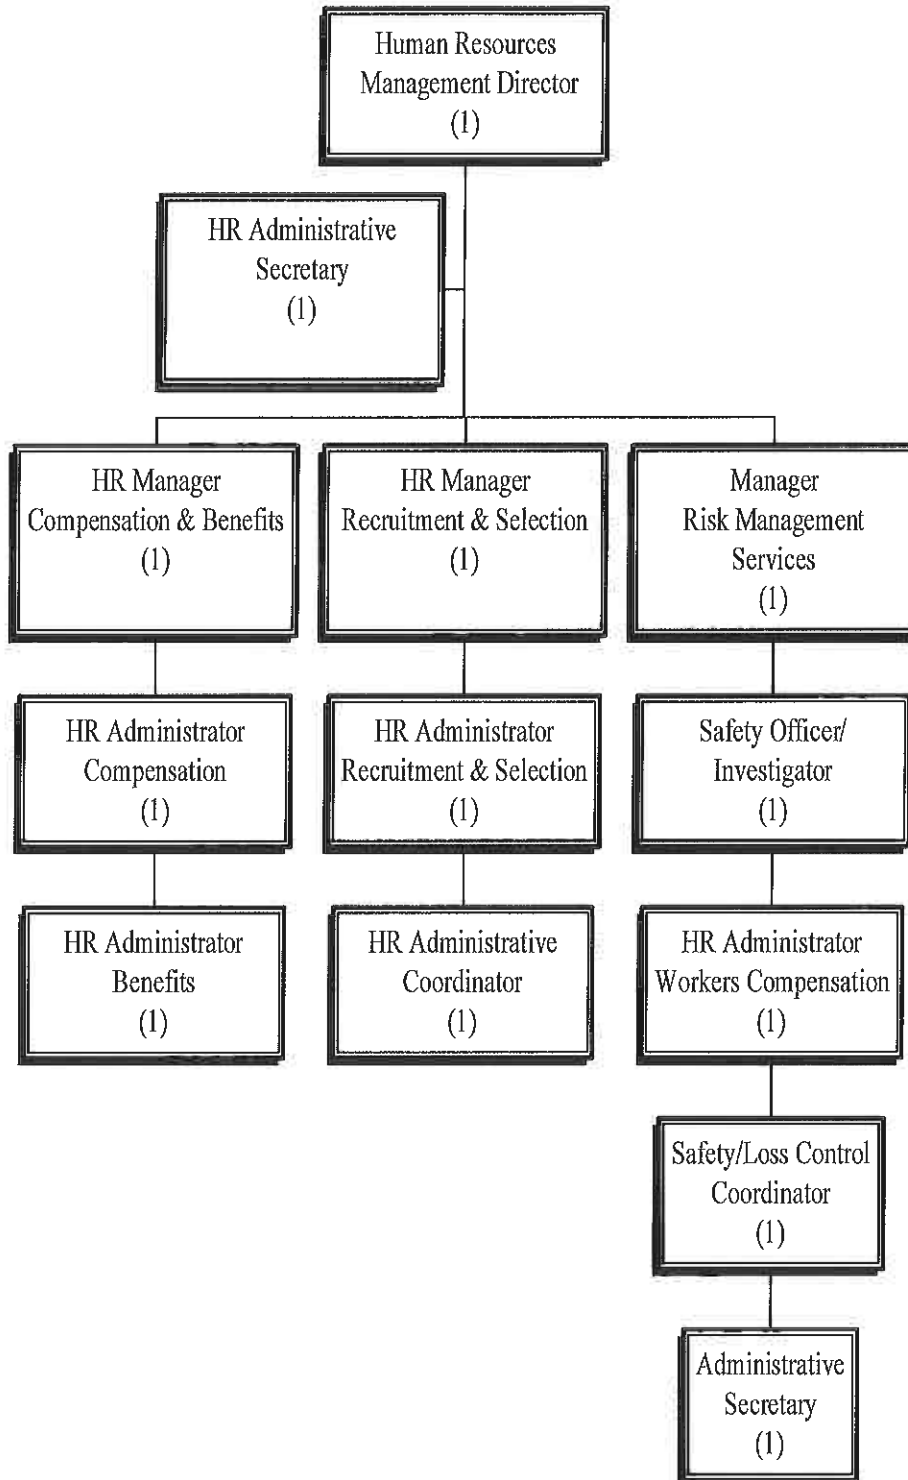 Human Resources
Management Director
(1)
HR Administrative
Secretary
(1)
HR Manager
Compensation & Benefits
(1)
HR Manager
Recruitment & Selection
(1)
Manager
Risk Management
Services
(1)
HR Administrator
Compensation
(1)
HR Administrator
Recruitment & Selection
(1)
Safety Officer/
Investigator
(1)
HR Administrator
Benefits
(1)
HR Administrative
Coordinator
(1)
HR Administrator
Workers Compensation
(1)
Safety/Loss Control
Coordinator
(1)
Administrative
Secretary
(1)